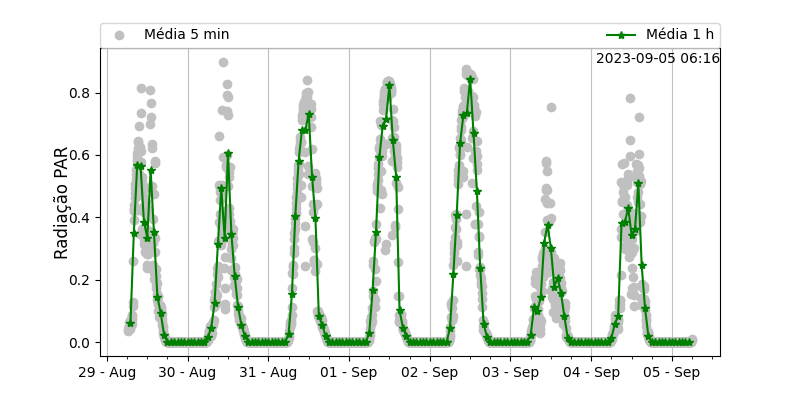 Média 5 min
Média 1 h
2023-09-05 06:16
Radiação PAR
0.8
0.6
0.4
0.2
0.0
29 - Aug
30 - Aug
31 - Aug
01 - Sep
02 - Sep
03 - Sep
04 - Sep
05 - Sep